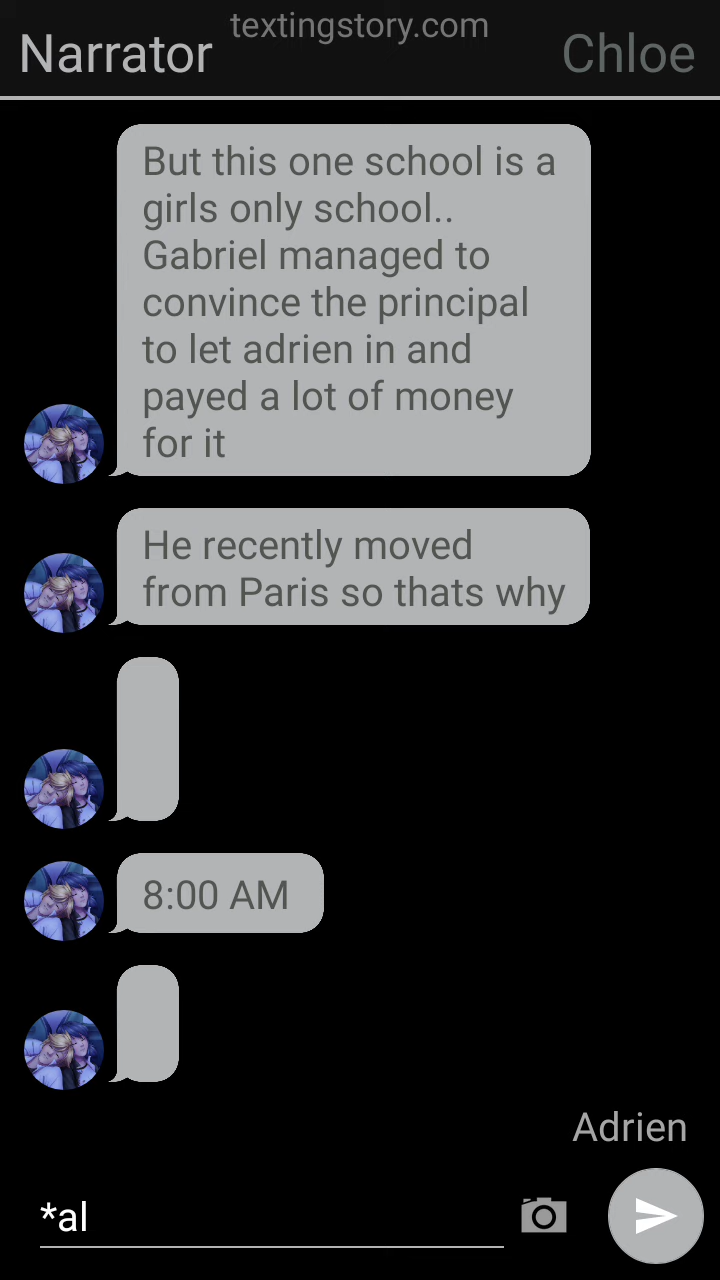 textingstory.com
Narrator
Chloe
But this one school is a
girls only school..
Gabriel managed to
convince the principal
to let adrien in and
payed a lot of money
for it
He recently moved
from Paris so thats why
8:00 AM
Adrien
*al